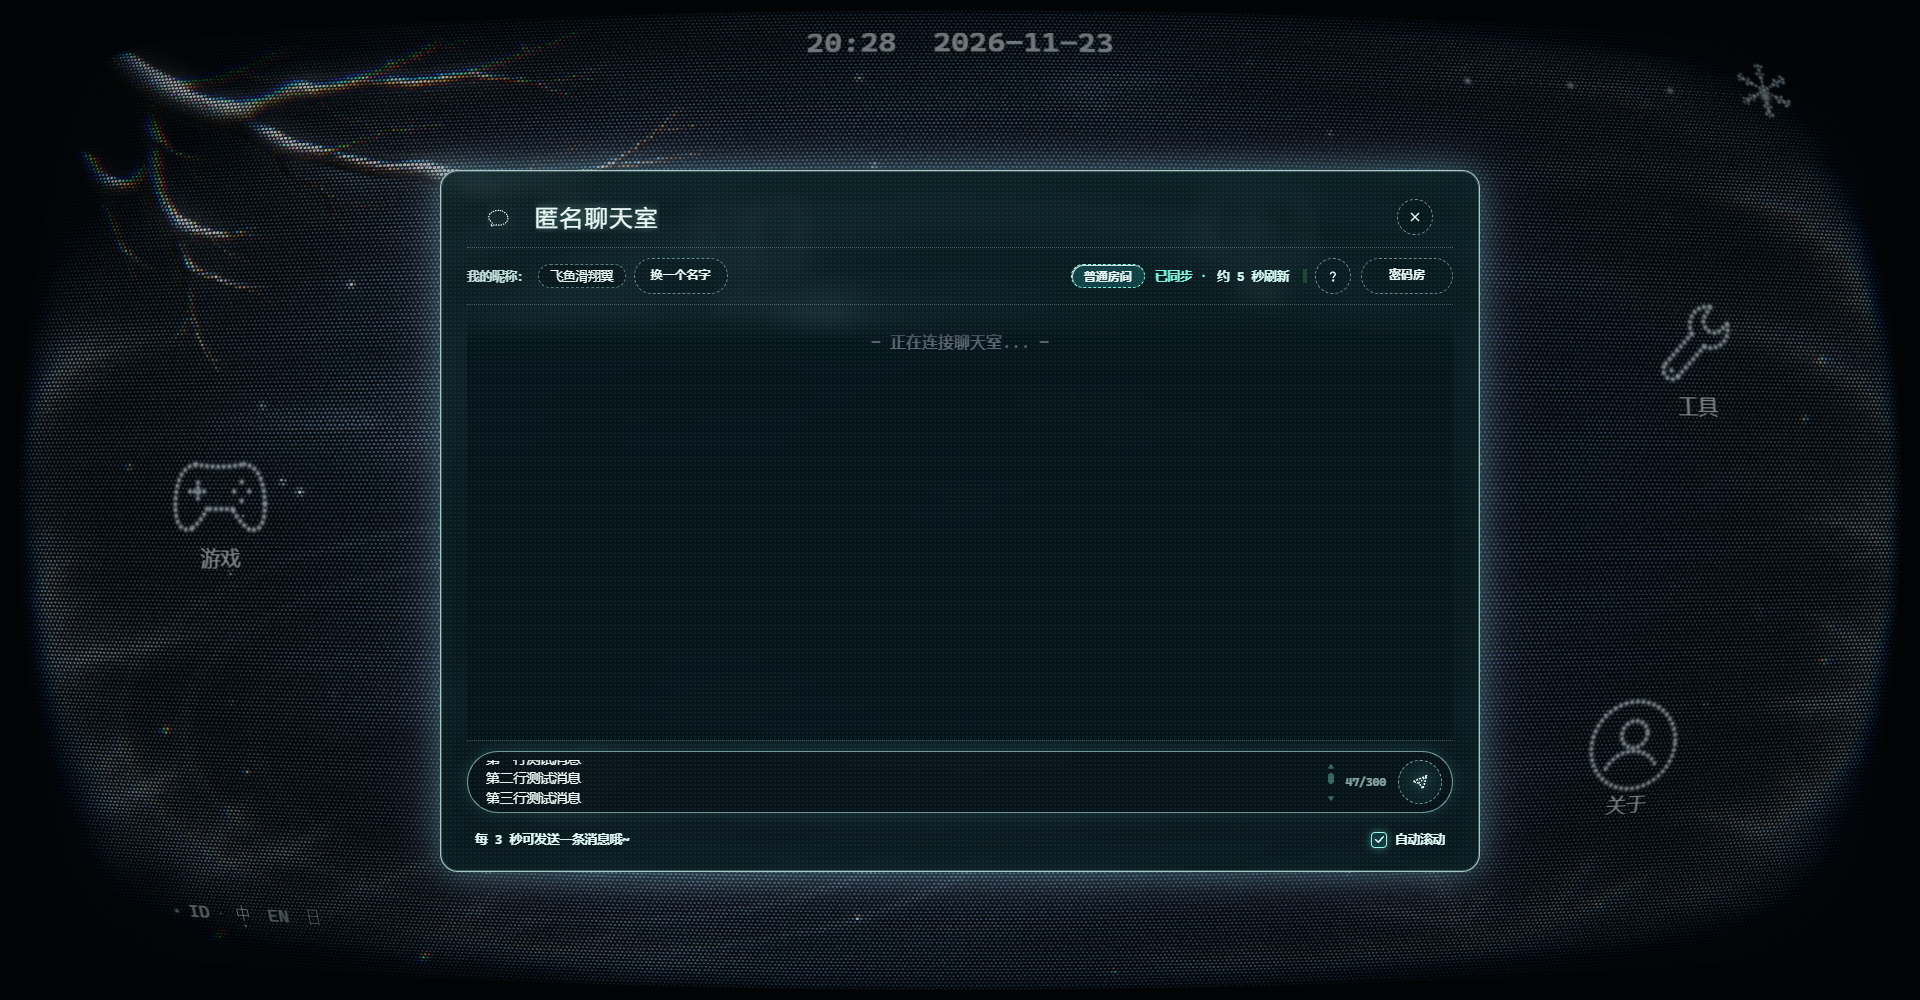 20:28 2026-11-23
匿名聊天室
×
我的昵称: 飞鱼滑翔翼 换一个名字 普通房间 已同步 · 约 5 秒刷新 ? 密码房
- 正在连接聊天室... -
工具
游戏
第二行测试消息
第三行测试消息
47/300
关于
每 3 秒可发送一条消息哦~
自动滚动
· ID · 中 EN 日